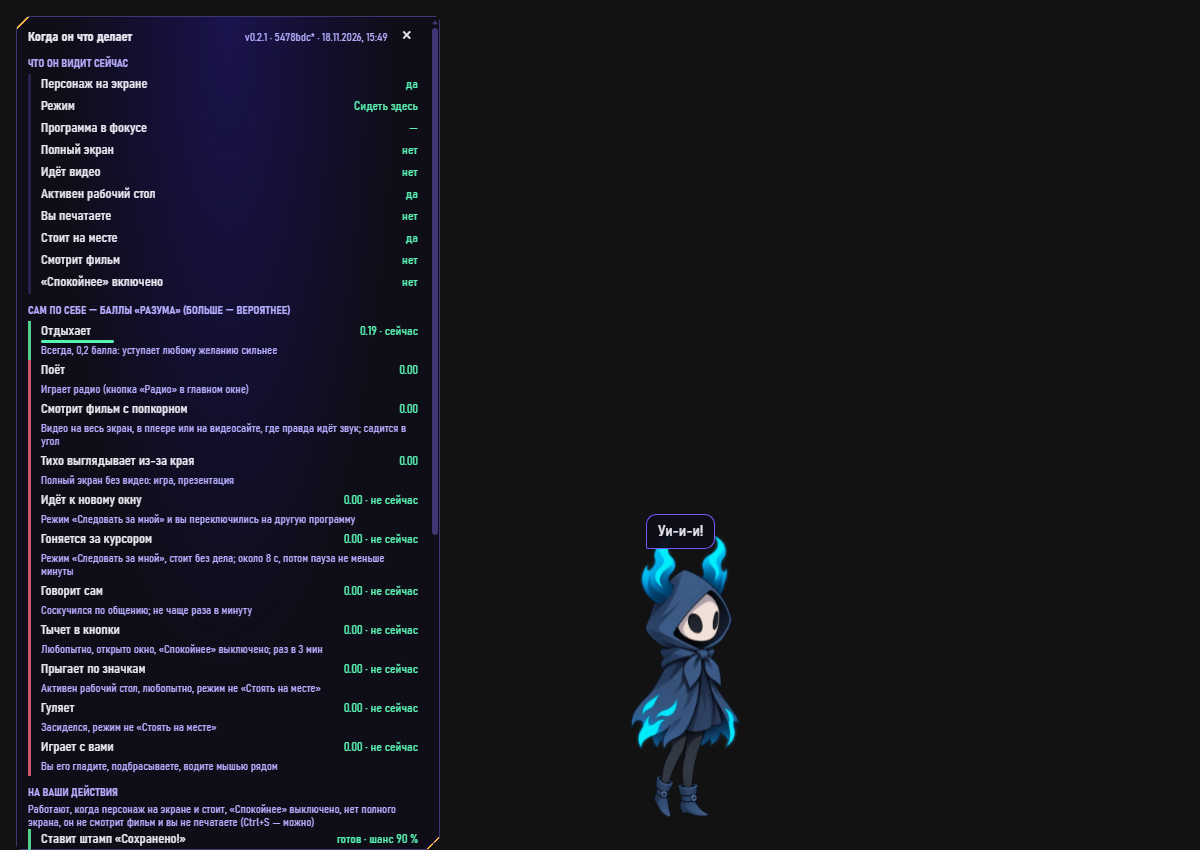 Когда он что делает
v0.2.1 · 5478bdc* · 18.11.2026, 15:49 ×
ЧТО ОН ВИДИТ СЕЙЧАС
Персонаж на экране да
Режим Сидеть здесь
Программа в фокусе —
Полный экран нет
Идёт видео нет
Активен рабочий стол да
Вы печатаете нет
Стоит на месте да
Смотрит фильм нет
«Спокойнее» включено нет
САМ ПО СЕБЕ — БАЛЛЫ «РАЗУМА» (БОЛЬШЕ — ВЕРОЯТНЕЕ)
Отдыхает 0.19 · сейчас
Всегда, 0,2 балла: уступает любому желанию сильнее
Поёт 0.00
Играет радио (кнопка «Радио» в главном окне)
Смотрит фильм с попкорном 0.00
Видео на весь экран, в плеере или на видеосайте, где правда идёт звук; садится в
угол
Тихо выглядывает из-за края 0.00
Полный экран без видео: игра, презентация
Идёт к новому окну 0.00 · не сейчас
Режим «Следовать за мной» и вы переключились на другую программу
Гоняется за курсором 0.00 · не сейчас
Режим «Следовать за мной», стоит без дела; около 8 с, потом пауза не меньше
минуты
Говорит сам 0.00 · не сейчас
Соскучился по общению; не чаще раза в минуту
Тычет в кнопки 0.00 · не сейчас
Любопытно, открыто окно, «Спокойнее» выключено; раз в 3 мин
Прыгает по значкам 0.00 · не сейчас
Активен рабочий стол, любопытно, режим не «Стоять на месте»
Гуляет 0.00 · не сейчас
Засиделся, режим не «Стоять на месте»
Играет с вами 0.00 · не сейчас
Вы его гладите, подбрасываете, водите мышью рядом
НА ВАШИ ДЕЙСТВИЯ
Работают, когда персонаж на экране и стоит, «Спокойнее» выключено, нет полного
экрана, он не смотрит фильм и вы не печатаете (Ctrl+S — можно)
Ставит штамп «Сохранено!» готов · шанс 90 %
Уи-и-и!